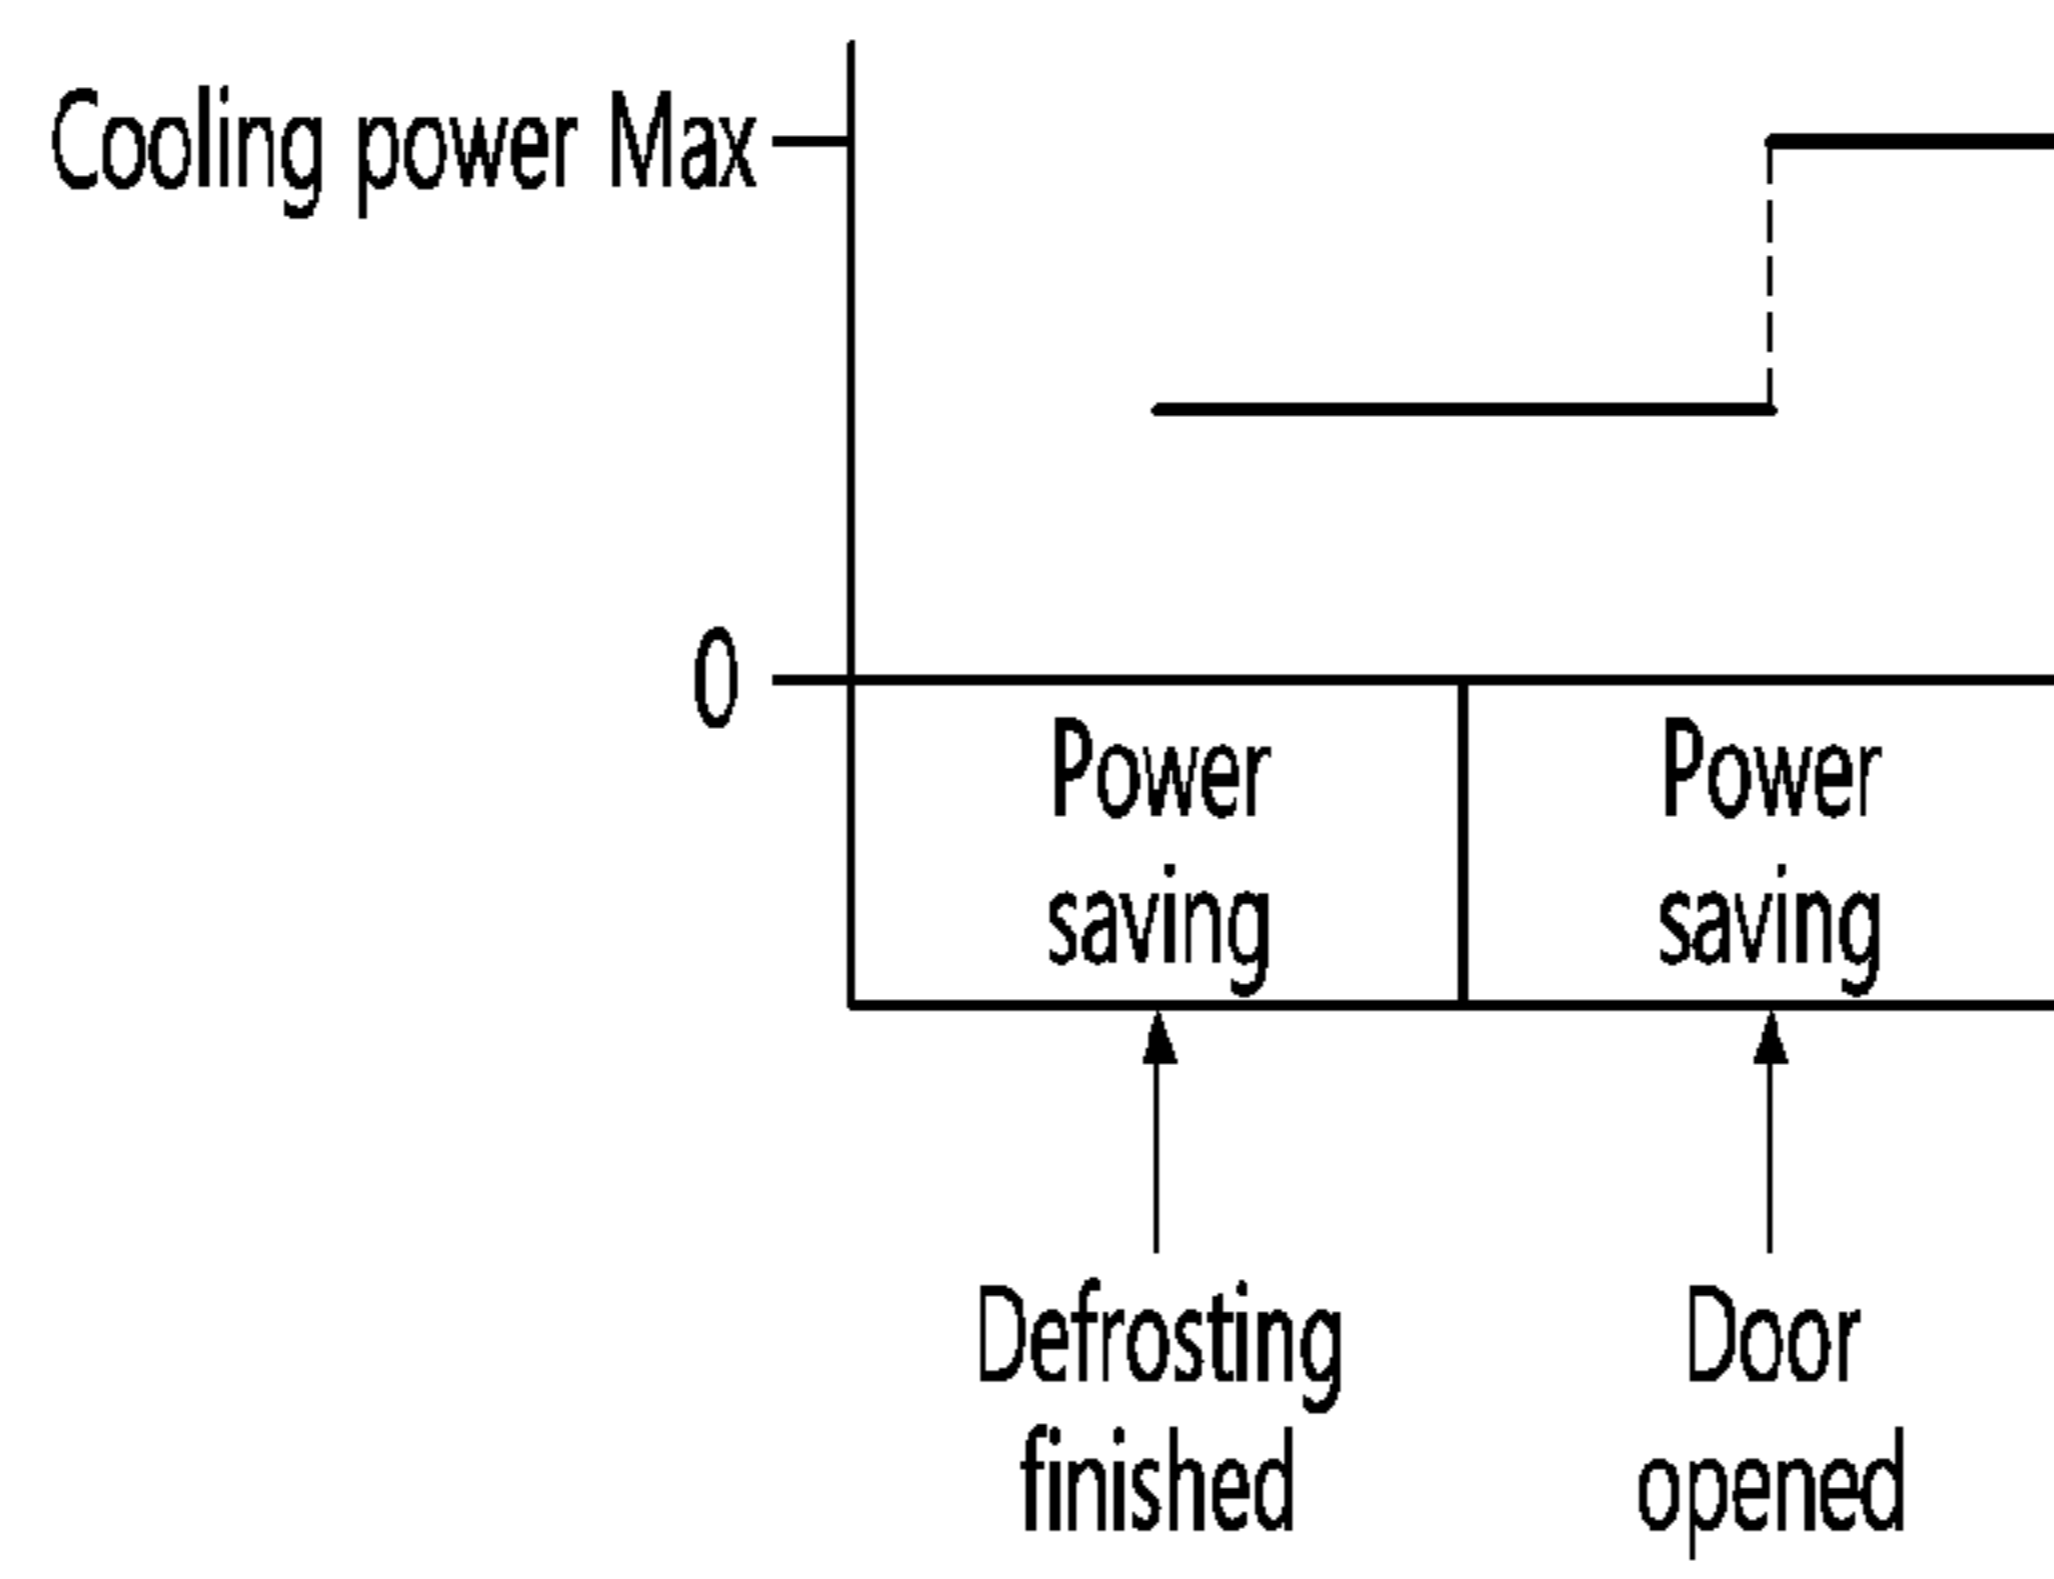 Cooling power Max
0
Power
saving
Power
saving
Defrosting
finished
Door
opened